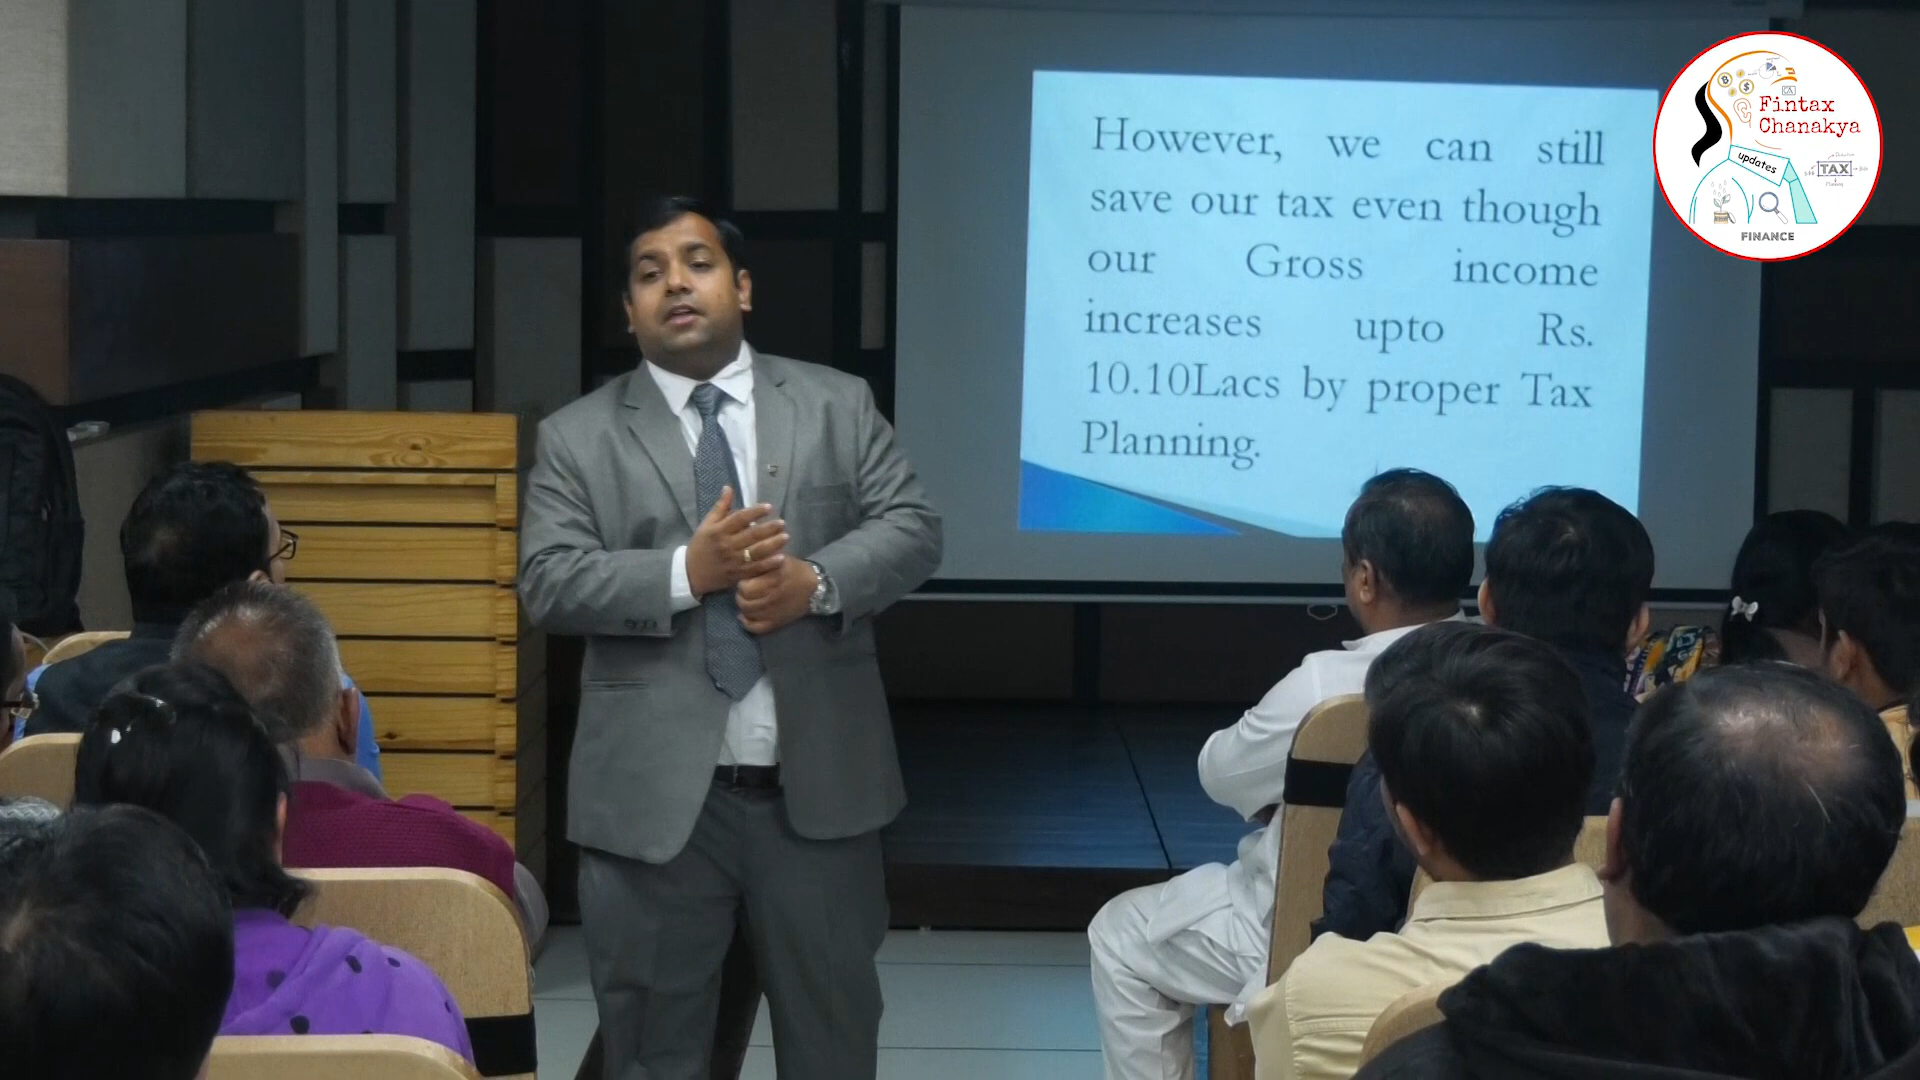 However, we can still
save our tax even though
our Gross income
increases upto Rs.
10.10Lacs by proper Tax
Planning.
Fintax
Chanakya
updates
TAX
FINANCE